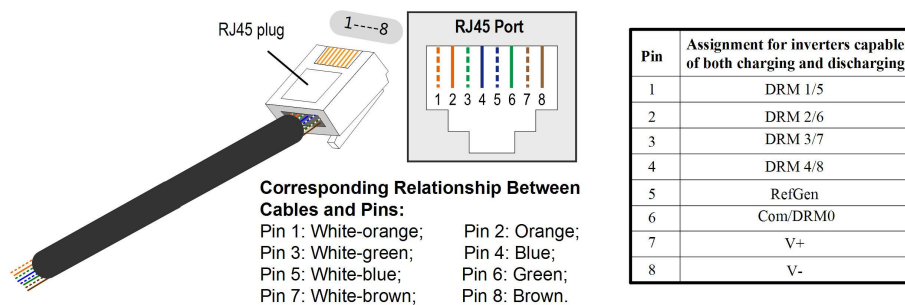 RJ45 plug
1----8
RJ45 Port
1 2 3 4 5 6 7 8
Corresponding Relationship Between
Cables and Pins:
Pin 1: White-orange; Pin 2: Orange;
Pin 3: White-green; Pin 4: Blue;
Pin 5: White-blue; Pin 6: Green;
Pin 7: White-brown; Pin 8: Brown.
Pin Assignment for inverters capable
of both charging and discharging
1 DRM 1/5
2 DRM 2/6
3 DRM 3/7
4 DRM 4/8
5 RefGen
6 Com/DRM0
7 V+
8 V-